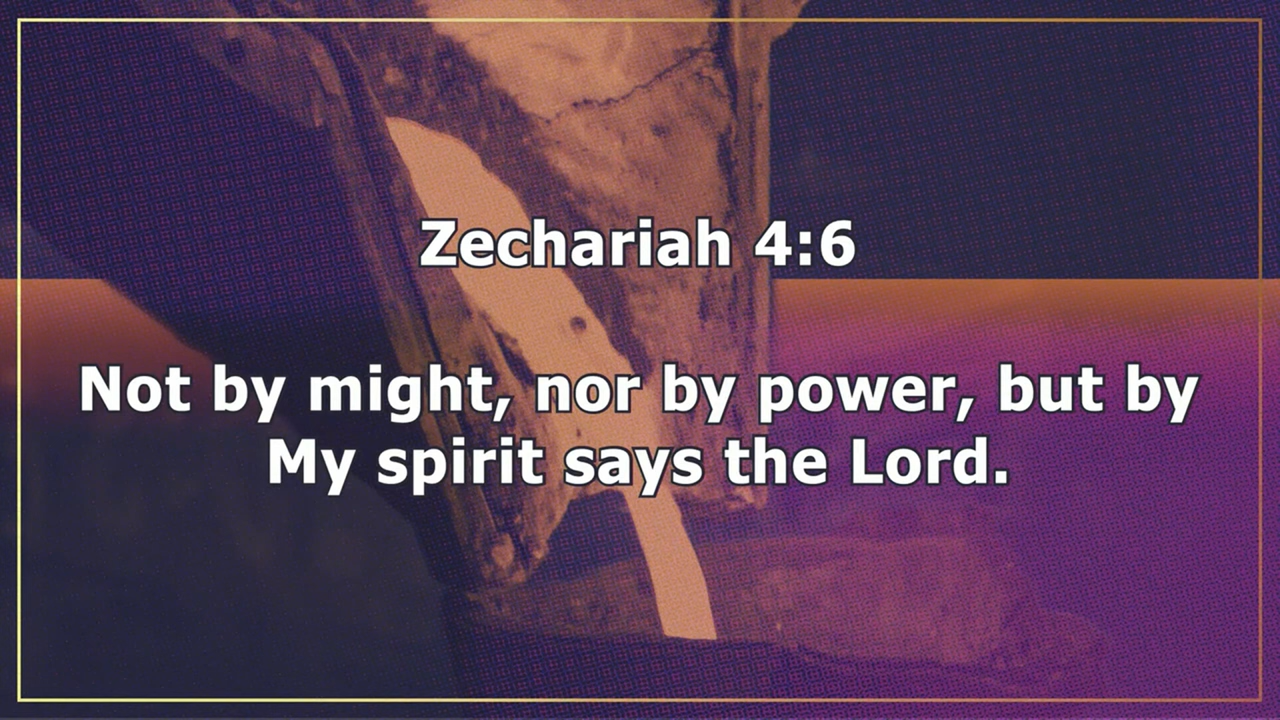 Zechariah 4:6
Not by might, nor by power, but by
My spirit says the Lord.